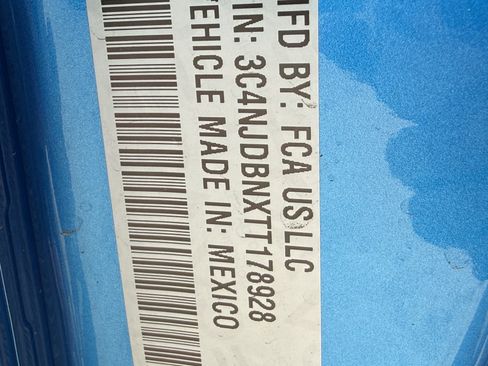 MFD BY: FCA US LLC
VIN: 3C4NJDBNXTT178928
VEHICLE MADE IN: MEXICO